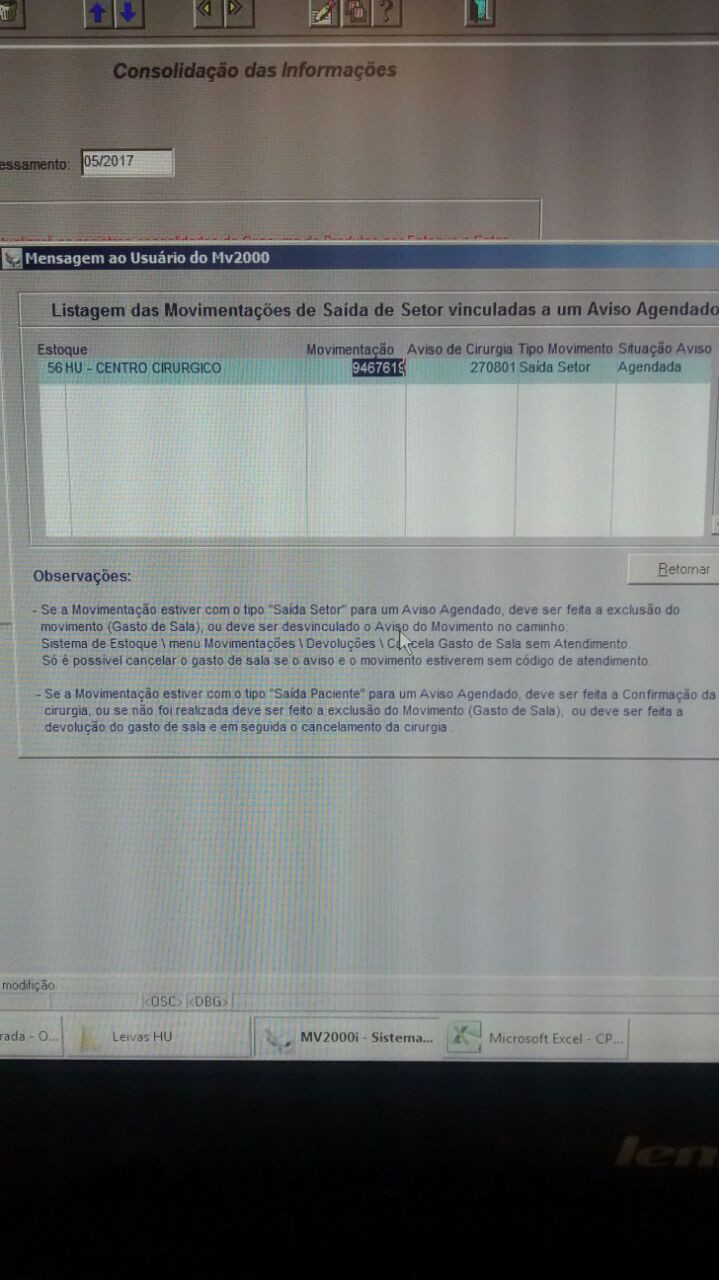 ?
Consolidação das Informações
essamento: 05/2017
Mensagem ao Usuário do Mv2000
Listagem das Movimentações de Saída de Setor vinculadas a um Aviso Agendado
Estoque Movimentação Aviso de Cirurgia Tipo Movimento Situação Aviso
56 HU - CENTRO CIRURGICO 9467619 270801 Saída Setor Agendada
Retornar
Observações:
- Se a Movimentação estiver com o tipo "Saída Setor" para um Aviso Agendado, deve ser feita a exclusão do
movimento (Gasto de Sala), ou deve ser desvinculado o Aviso do Movimento no caminho:
Sistema de Estoque \ menu Movimentações \ Devoluções \ Cancela Gasto de Sala sem Atendimento.
Só é possível cancelar o gasto de sala se o aviso e o movimento estiverem sem código de atendimento.
- Se a Movimentação estiver com o tipo "Saída Paciente" para um Aviso Agendado, deve ser feita a Confirmação da
cirurgia, ou se não foi realizada deve ser feito a exclusão do Movimento (Gasto de Sala), ou deve ser feita a
devolução do gasto de sala e em seguida o cancelamento da cirurgia.
modifição
<OSC> <DBG>
rada - O... Leivas HU MV2000i - Sistema... Microsoft Excel - CP...
len